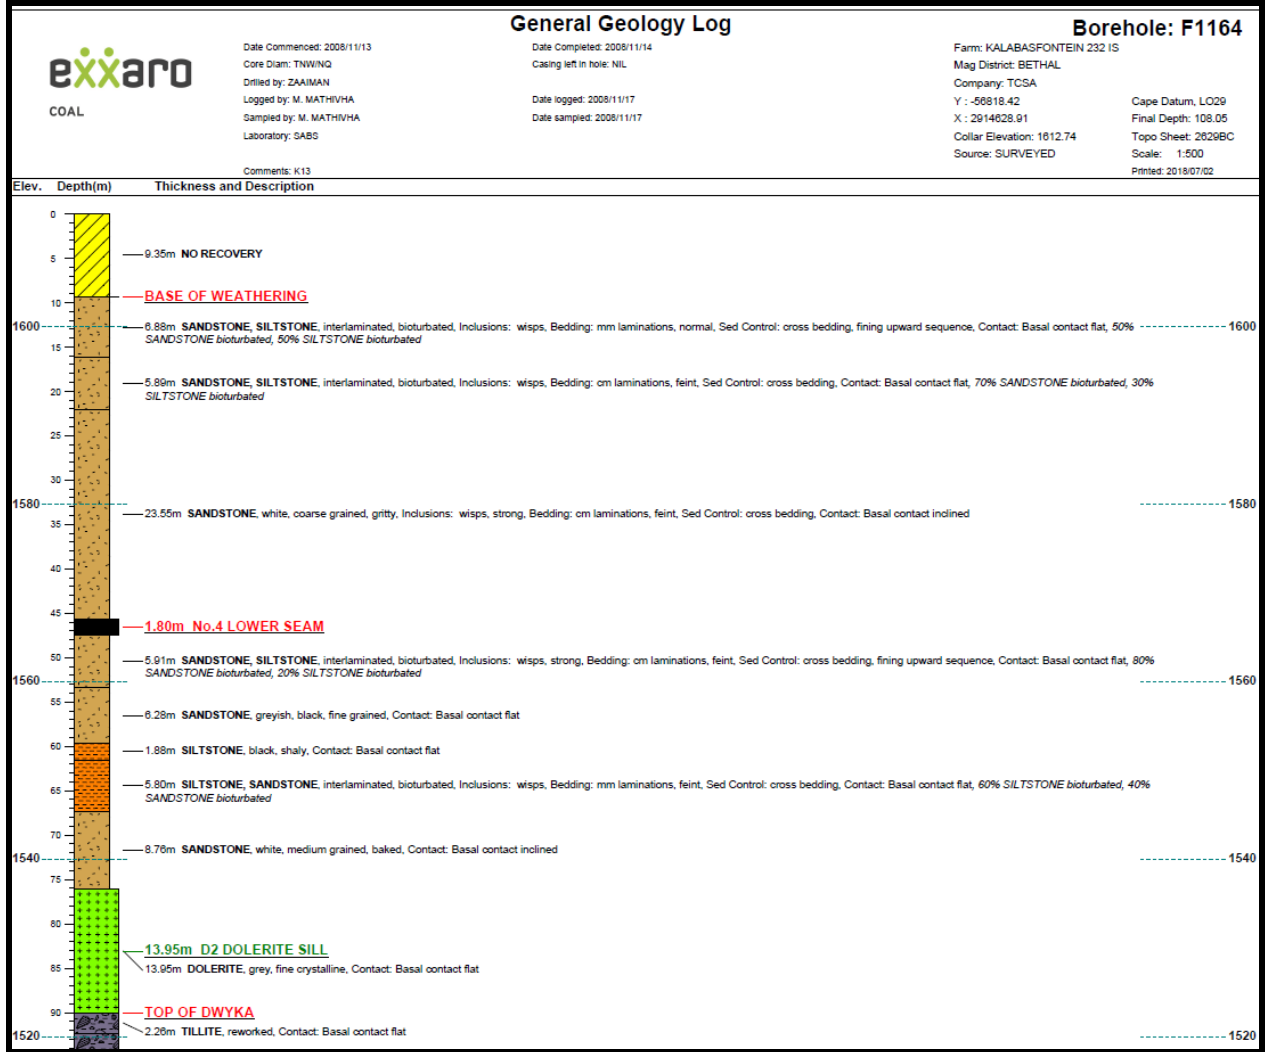 General Geology Log
Borehole: F1164
exxaro
COAL
Date Commenced: 2008/11/13
Core Diam: TNW/NQ
Drilled by: ZAAIMAN
Logged by: M. MATHIVHA
Sampled by: M. MATHIVHA
Laboratory: SABS
Comments: K13
Date Completed: 2008/11/14
Casing left in hole: NIL
Date logged: 2008/11/17
Date sampled: 2008/11/17
Farm: KALABASFONTEIN 232 IS
Mag District: BETHAL
Company: TCSA
Y : -56818.42
X : 2914628.91
Collar Elevation: 1612.74
Source: SURVEYED
Cape Datum, LO29
Final Depth: 108.05
Topo Sheet: 2629BC
Scale: 1:500
Printed: 2018/07/02
Elev. Depth(m) Thickness and Description
0
5
9.35m NO RECOVERY
10
BASE OF WEATHERING
1600
6.88m SANDSTONE, SILTSTONE, interlaminated, bioturbated, Inclusions: wisps, Bedding: mm laminations, normal, Sed Control: cross bedding, fining upward sequence, Contact: Basal contact flat, 50%
SANDSTONE bioturbated, 50% SILTSTONE bioturbated
1600
15
5.89m SANDSTONE, SILTSTONE, interlaminated, bioturbated, Inclusions: wisps, Bedding: cm laminations, feint, Sed Control: cross bedding, Contact: Basal contact flat, 70% SANDSTONE bioturbated, 30%
SILTSTONE bioturbated
20
25
30
1580
1580
23.55m SANDSTONE, white, coarse grained, gritty, Inclusions: wisps, strong, Bedding: cm laminations, feint, Sed Control: cross bedding, Contact: Basal contact inclined
35
40
45
1.80m No.4 LOWER SEAM
50
5.91m SANDSTONE, SILTSTONE, interlaminated, bioturbated, Inclusions: wisps, strong, Bedding: cm laminations, feint, Sed Control: cross bedding, fining upward sequence, Contact: Basal contact flat, 80%
SANDSTONE bioturbated, 20% SILTSTONE bioturbated
1560
1560
55
6.28m SANDSTONE, greyish, black, fine grained, Contact: Basal contact flat
60
1.88m SILTSTONE, black, shaly, Contact: Basal contact flat
65
5.80m SILTSTONE, SANDSTONE, interlaminated, bioturbated, Inclusions: wisps, Bedding: mm laminations, feint, Sed Control: cross bedding, Contact: Basal contact flat, 60% SILTSTONE bioturbated, 40%
SANDSTONE bioturbated
70
8.76m SANDSTONE, white, medium grained, baked, Contact: Basal contact inclined
1540
1540
75
80
13.95m D2 DOLERITE SILL
85
13.95m DOLERITE, grey, fine crystalline, Contact: Basal contact flat
90
TOP OF DWYKA
2.26m TILLITE, reworked, Contact: Basal contact flat
1520
1520